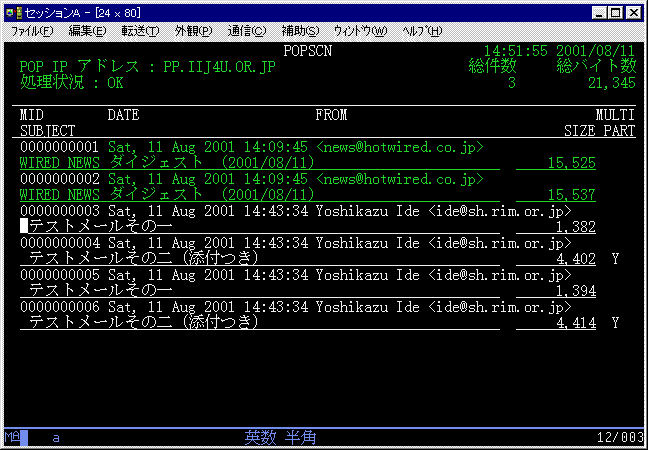 セッションA - [24 x 80]
ファイル(F) 編集(E) 転送(T) 外観(V) 通信(C) 補助(S) ウィンドウ(W) ヘルプ(H)
POPSCN 14:51:55 2001/08/11
POP IP アドレス : PP.IIJ4U.OR.JP 総件数 総バイト数
処理状況 : OK 3 21,345
MID DATE FROM MULTI
SUBJECT SIZE PART
0000000001 Sat, 11 Aug 2001 14:09:45 <news@hotwired.co.jp>
WIRED NEWS ダイジェスト (2001/08/11) 15,525
0000000002 Sat, 11 Aug 2001 14:09:45 <news@hotwired.co.jp>
WIRED NEWS ダイジェスト (2001/08/11) 15,537
0000000003 Sat, 11 Aug 2001 14:43:34 Yoshikazu Ide <ide@sh.rim.or.jp>
テストメールその一 1,382
0000000004 Sat, 11 Aug 2001 14:43:34 Yoshikazu Ide <ide@sh.rim.or.jp>
テストメールその二 (添付つき) 4,402 Y
0000000005 Sat, 11 Aug 2001 14:43:34 Yoshikazu Ide <ide@sh.rim.or.jp>
テストメールその一 1,394
0000000006 Sat, 11 Aug 2001 14:43:34 Yoshikazu Ide <ide@sh.rim.or.jp>
テストメールその二 (添付つき) 4,414 Y
MA a 英数 半角 12/003